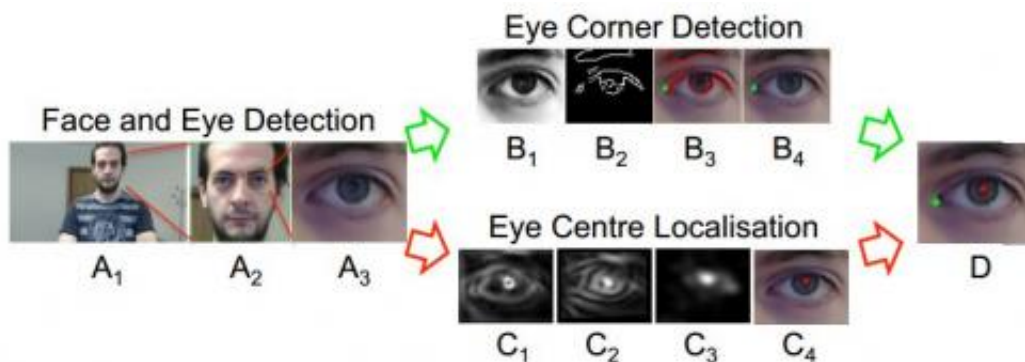 Eye Corner Detection
B1 B2 B3 B4
Face and Eye Detection
A1 A2 A3
Eye Centre Localisation
C1 C2 C3 C4
D